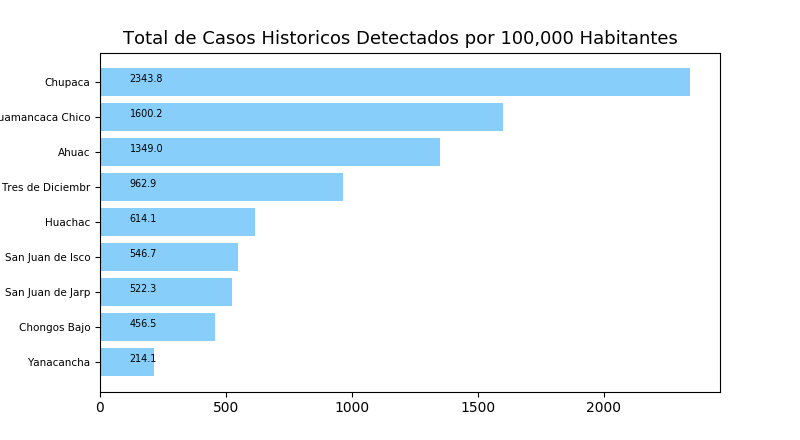 Total de Casos Historicos Detectados por 100,000 Habitantes
Chupaca 2343.8
uamancaca Chico 1600.2
Ahuac 1349.0
Tres de Diciembr 962.9
Huachac 614.1
San Juan de Isco 546.7
San Juan de Jarp 522.3
Chongos Bajo 456.5
Yanacancha 214.1
0 500 1000 1500 2000